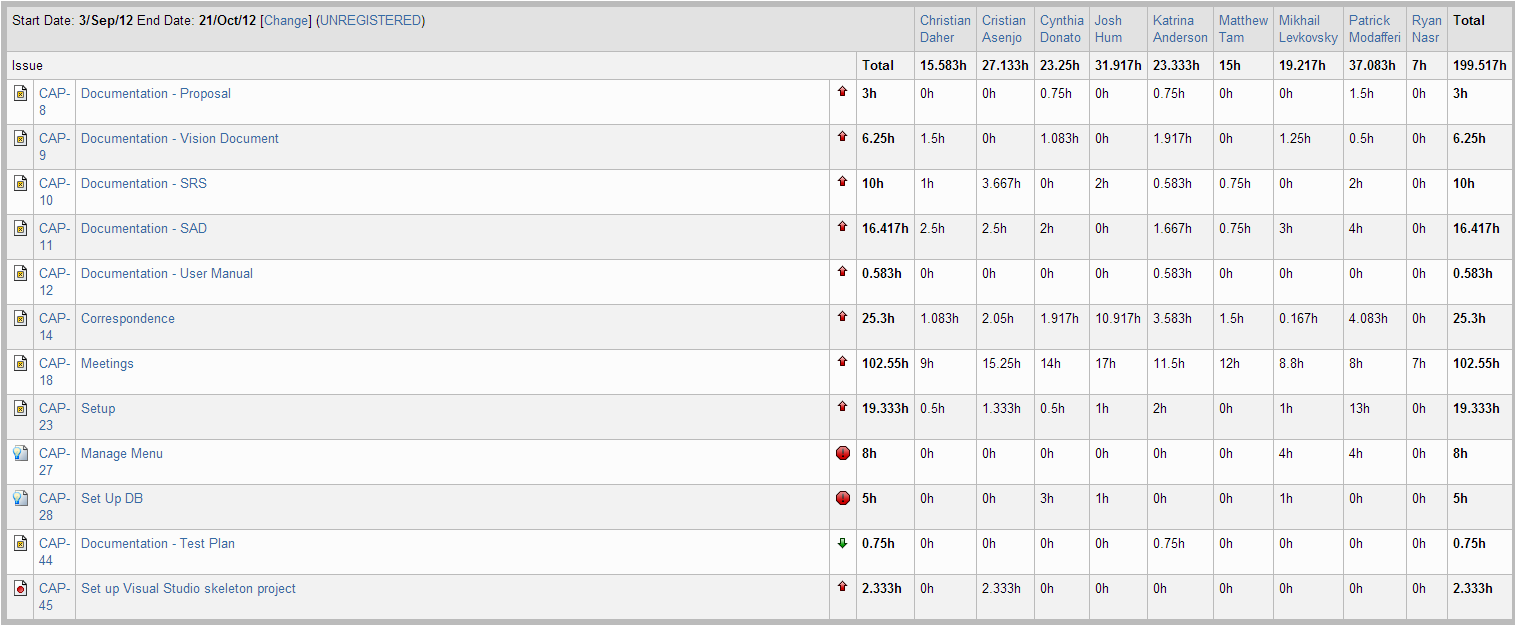 Start Date: 3/Sep/12 End Date: 21/Oct/12 [Change] (UNREGISTERED) Christian Daher Cristian Asenjo Cynthia Donato Josh Hum Katrina Anderson Matthew Tam Mikhail Levkovsky Patrick Modafferi Ryan Nasr Total
Issue Total 15.583h 27.133h 23.25h 31.917h 23.333h 15h 19.217h 37.083h 7h 199.517h
CAP-8 Documentation - Proposal 3h 0h 0h 0.75h 0h 0.75h 0h 0h 1.5h 0h 3h
CAP-9 Documentation - Vision Document 6.25h 1.5h 0h 1.083h 0h 1.917h 0h 1.25h 0.5h 0h 6.25h
CAP-10 Documentation - SRS 10h 1h 3.667h 0h 2h 0.583h 0.75h 0h 2h 0h 10h
CAP-11 Documentation - SAD 16.417h 2.5h 2.5h 2h 0h 1.667h 0.75h 3h 4h 0h 16.417h
CAP-12 Documentation - User Manual 0.583h 0h 0h 0h 0h 0.583h 0h 0h 0h 0h 0.583h
CAP-14 Correspondence 25.3h 1.083h 2.05h 1.917h 10.917h 3.583h 1.5h 0.167h 4.083h 0h 25.3h
CAP-18 Meetings 102.55h 9h 15.25h 14h 17h 11.5h 12h 8.8h 8h 7h 102.55h
CAP-23 Setup 19.333h 0.5h 1.333h 0.5h 1h 2h 0h 1h 13h 0h 19.333h
CAP-27 Manage Menu 8h 0h 0h 0h 0h 0h 0h 4h 4h 0h 8h
CAP-28 Set Up DB 5h 0h 0h 3h 1h 0h 0h 1h 0h 0h 5h
CAP-44 Documentation - Test Plan 0.75h 0h 0h 0h 0h 0.75h 0h 0h 0h 0h 0.75h
CAP-45 Set up Visual Studio skeleton project 2.333h 0h 2.333h 0h 0h 0h 0h 0h 0h 0h 2.333h